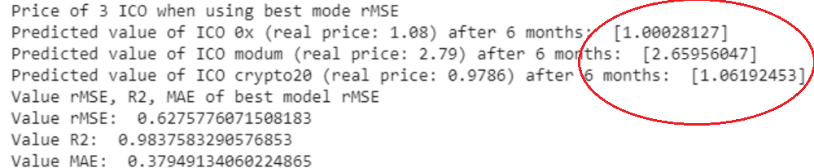 Price of 3 ICO when using best mode rMSE
Predicted value of ICO 0x (real price: 1.08) after 6 months:  [1.00028127]
Predicted value of ICO modum (real price: 2.79) after 6 months:  [2.65956047]
Predicted value of ICO crypto20 (real price: 0.9786) after 6 months:  [1.06192453]
Value rMSE, R2, MAE of best model rMSE
Value rMSE:  0.6275776071508183
Value R2:  0.9837583290576853
Value MAE:  0.37949134060224865